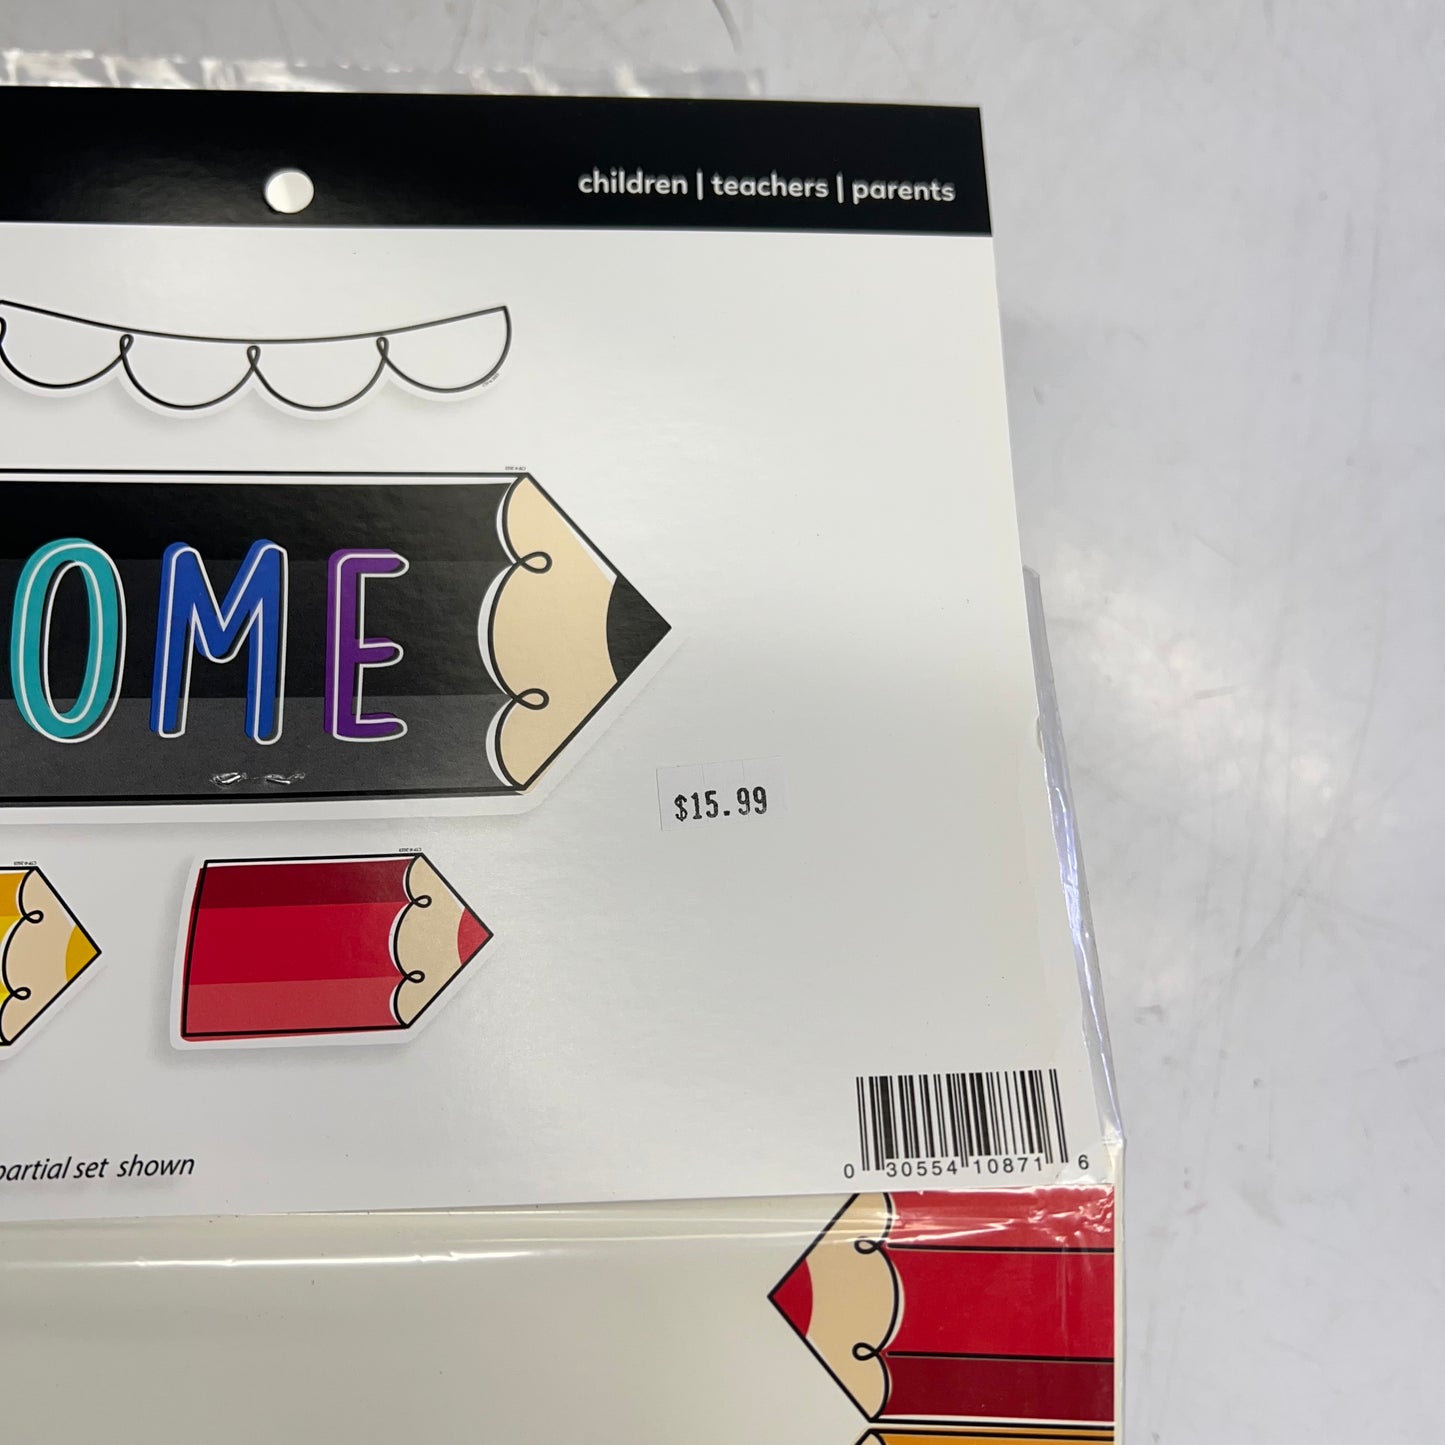 children | teachers | parents
OME
$15.99
partial set shown
0 30554 10871 6